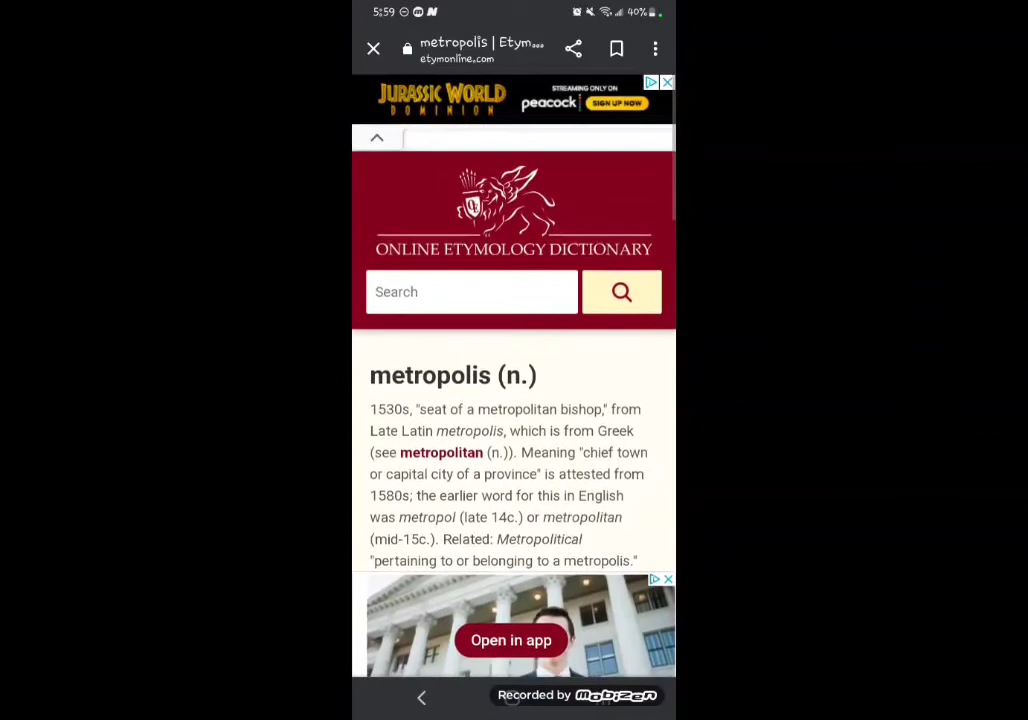 5:59
40%
metropolis | Etym...
etymonline.com
JURASSIC WORLD
DOMINION
STREAMING ONLY ON
peacock
SIGN UP NOW
ONLINE ETYMOLOGY DICTIONARY
Search
metropolis (n.)
1530s, "seat of a metropolitan bishop," from
Late Latin metropolis, which is from Greek
(see metropolitan (n.)). Meaning "chief town
or capital city of a province" is attested from
1580s; the earlier word for this in English
was metropol (late 14c.) or metropolitan
(mid-15c.). Related: Metropolitical
"pertaining to or belonging to a metropolis."
Open in app
Recorded by mobizen